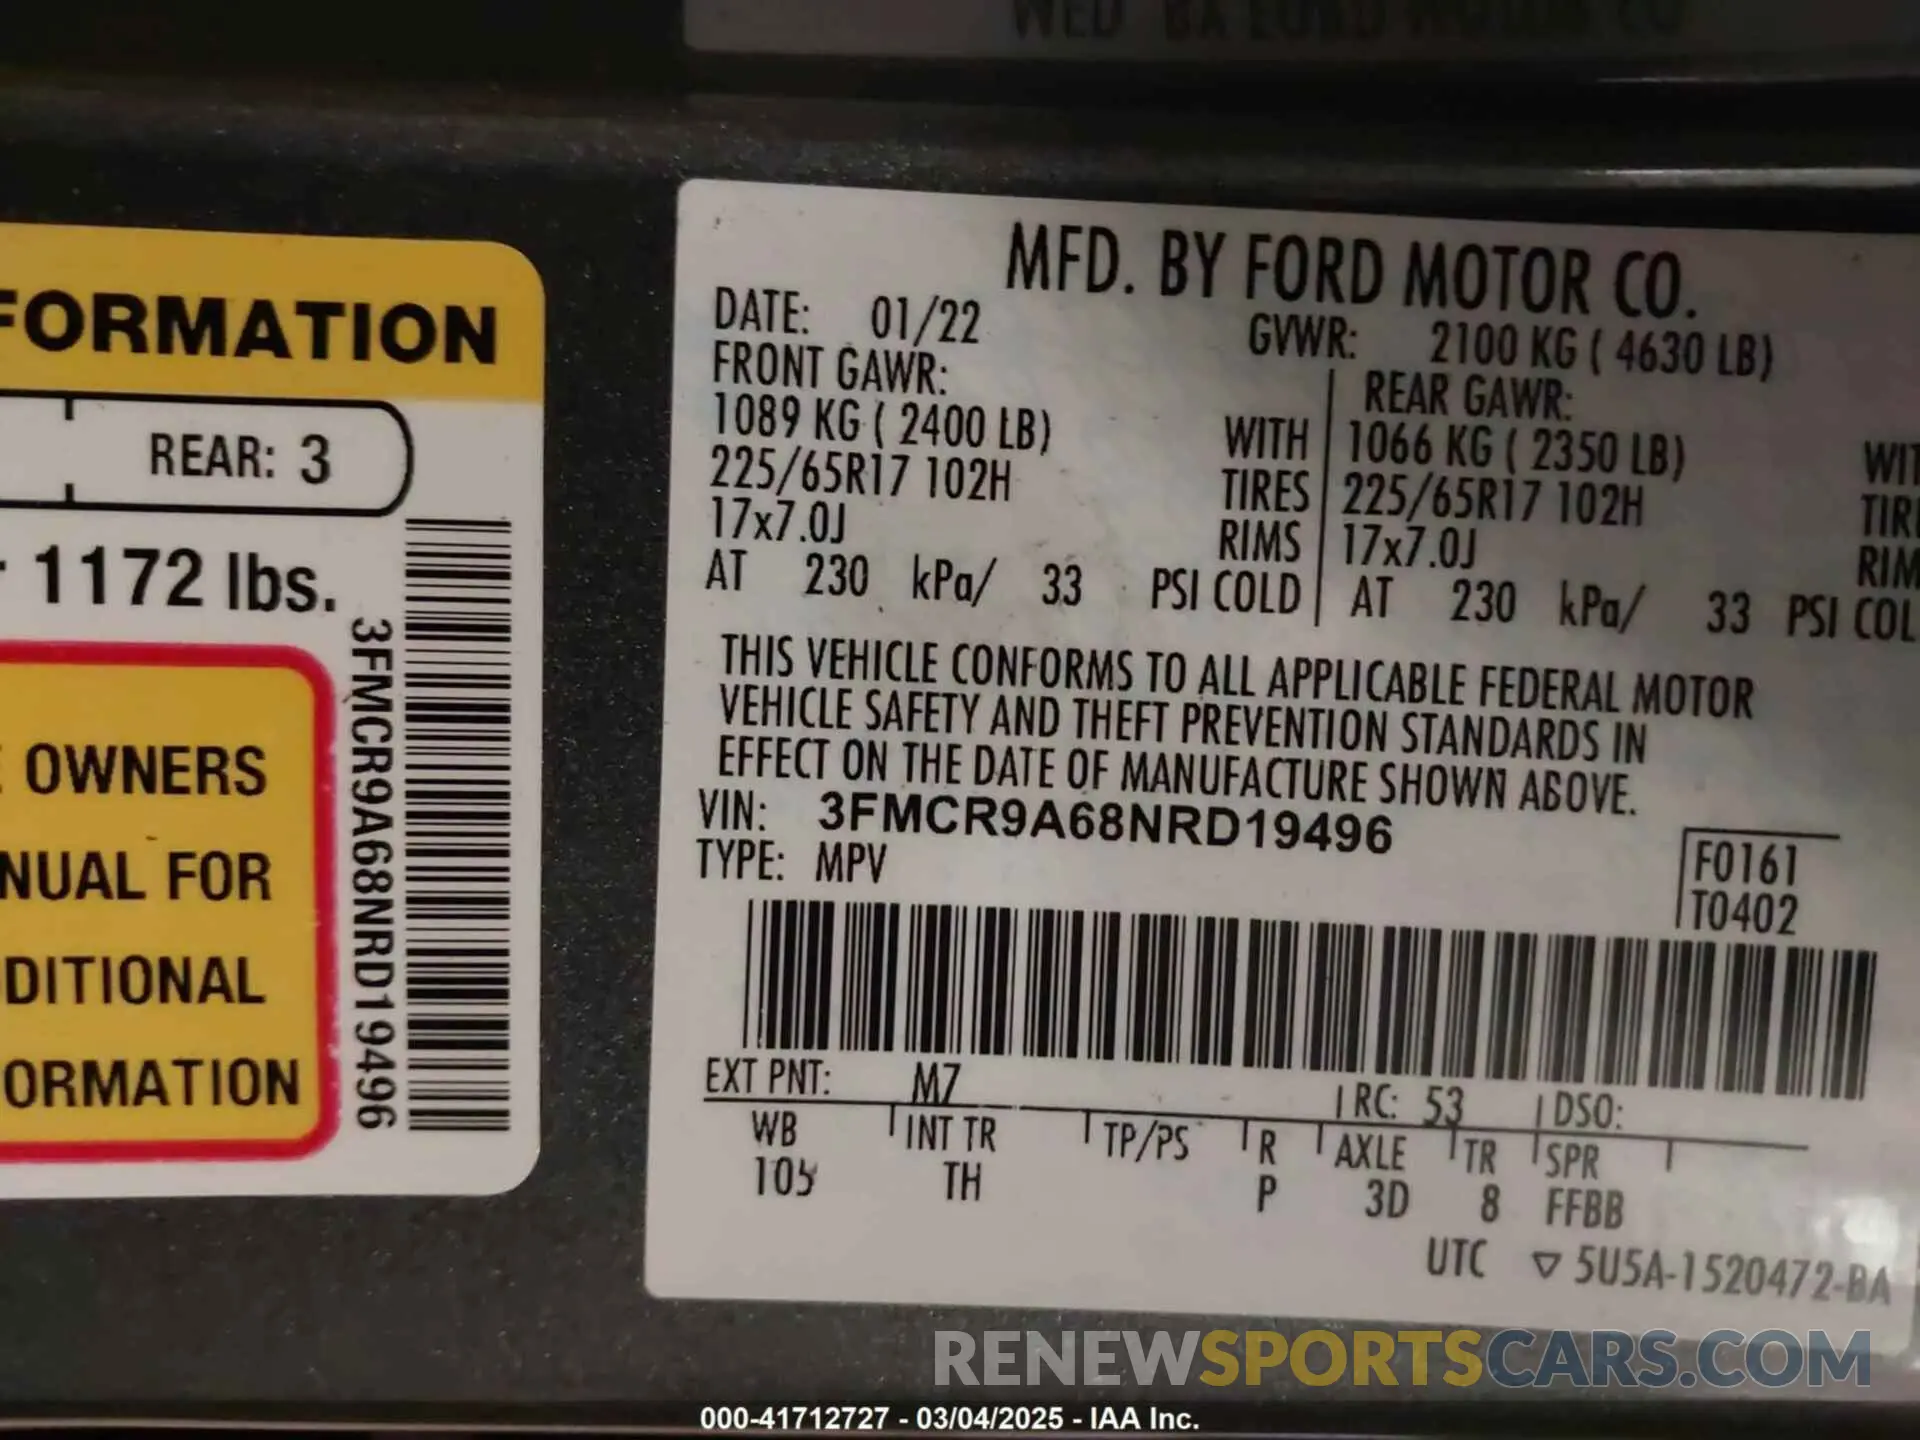 FORMATION
REAR: 3
1172 lbs.
3FMCR9A68NRD19496
OWNERS
NUAL FOR
DITIONAL
ORMATION
MFD. BY FORD MOTOR CO.
DATE: 01/22 GVWR: 2100 KG ( 4630 LB)
FRONT GAWR: REAR GAWR:
1089 KG ( 2400 LB) WITH 1066 KG ( 2350 LB) WIT
225/65R17 102H TIRES 225/65R17 102H TIR
17x7.0J RIMS 17x7.0J RIM
AT 230 kPa/ 33 PSI COLD AT 230 kPa/ 33 PSI COL
THIS VEHICLE CONFORMS TO ALL APPLICABLE FEDERAL MOTOR
VEHICLE SAFETY AND THEFT PREVENTION STANDARDS IN
EFFECT ON THE DATE OF MANUFACTURE SHOWN ABOVE.
VIN: 3FMCR9A68NRD19496
TYPE: MPV
F0161
T0402
EXT PNT: M7 RC: 53 DSO:
WB INT TR TP/PS R AXLE TR SPR
105 TH P 3D 8 FFBB
UTC ▽ 5U5A-1520472-BA
RENEWSPORTSCARS.COM
000-41712727 - 03/04/2025 - IAA Inc.